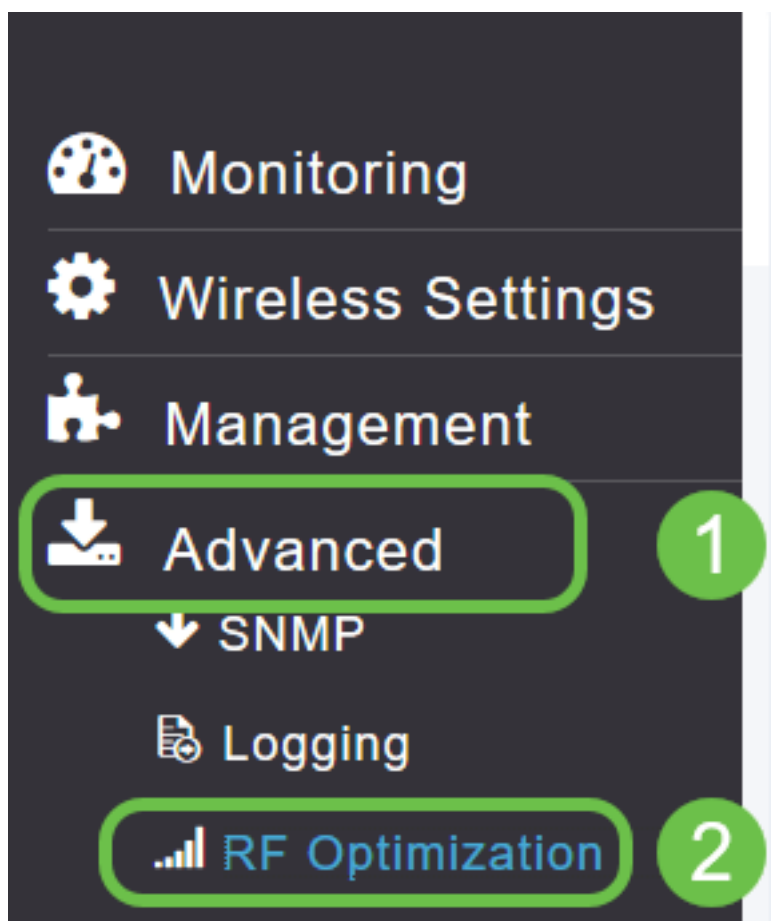 Monitoring
Wireless Settings
Management
Advanced 1
SNMP
Logging
RF Optimization 2